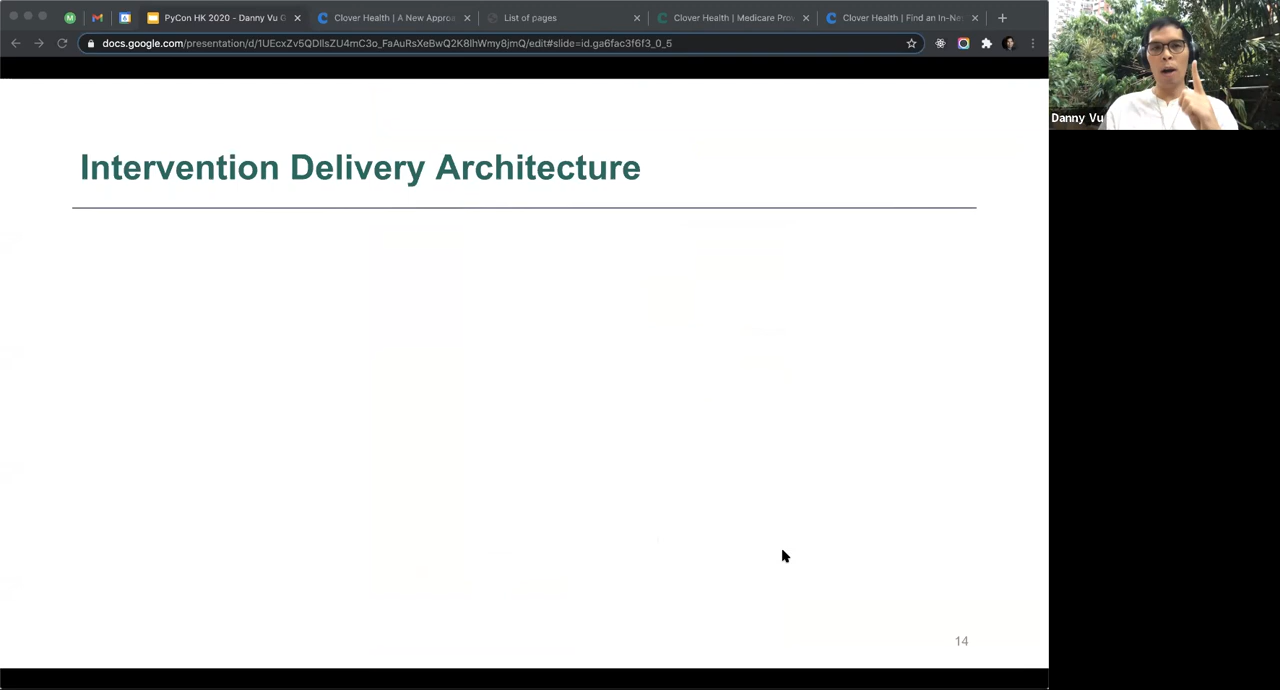 PyCon HK 2020 - Danny Vu G
Clover Health | A New Approa
List of pages
Clover Health | Medicare Prov
Clover Health | Find an In-Ne
docs.google.com/presentation/d/1UEcxZv5QDIlsZU4mC3o_FaAuRsXeBwQ2K8lhWmy8jmQ/edit#slide=id.ga6fac3f6f3_0_5
Danny Vu
Intervention Delivery Architecture
14